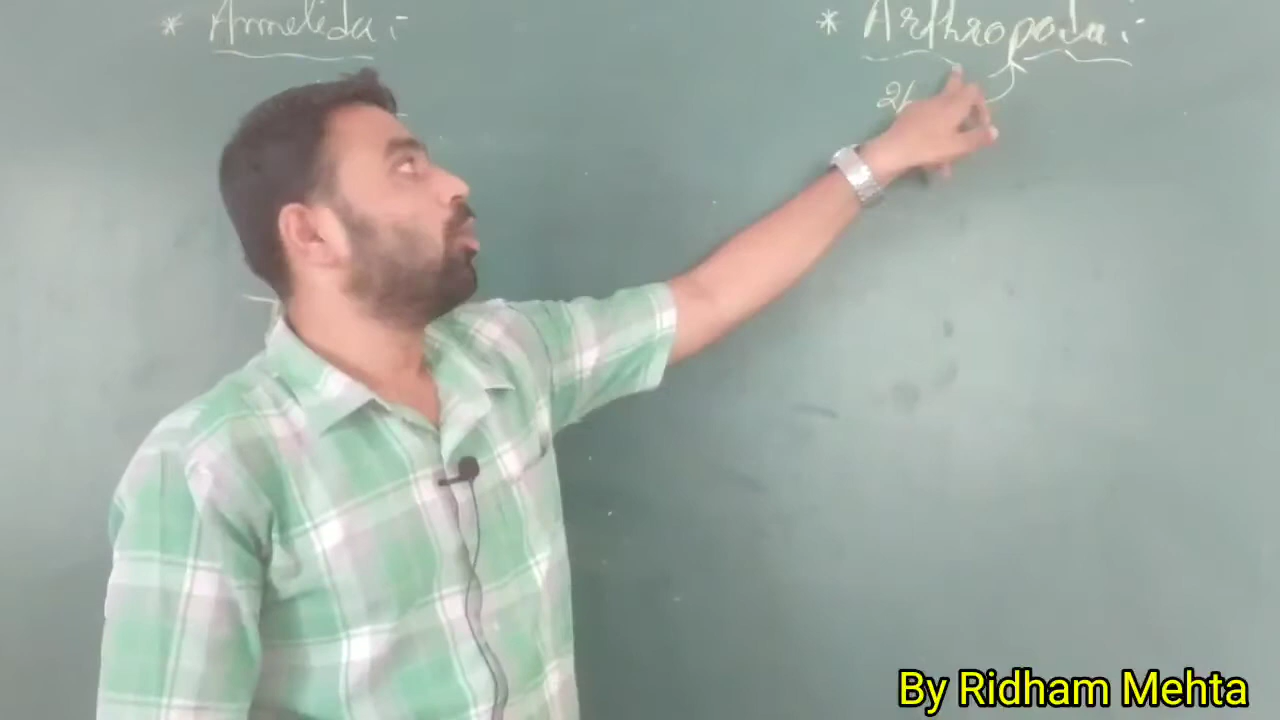 * Annelida :-
* Arthropoda :-
By Ridham Mehta